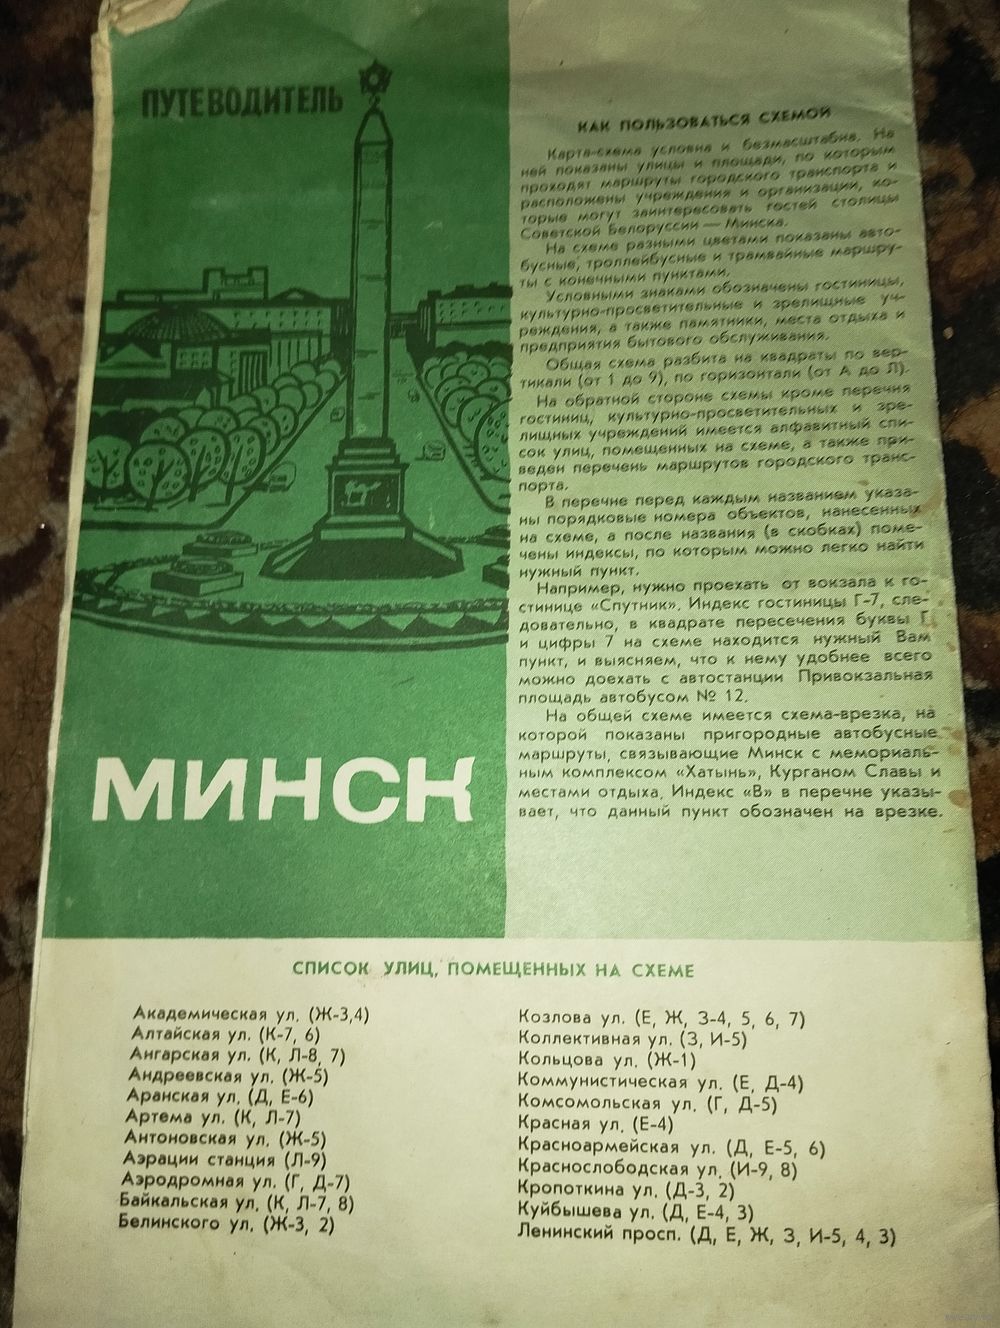 ПУТЕВОДИТЕЛЬ
МИНСК
КАК ПОЛЬЗОВАТЬСЯ СХЕМОЙ
Карта-схема условна и безмасштабна. На
ней показаны улицы и площади, по которым
проходят маршруты городского транспорта и
расположены учреждения и организации, ко-
торые могут заинтересовать гостей столицы
Советской Белоруссии — Минска.
На схеме разными цветами показаны авто-
бусные, троллейбусные и трамвайные маршру-
ты с конечными пунктами.
Условными знаками обозначены гостиницы,
культурно-просветительные и зрелищные уч-
реждения, а также памятники, места отдыха и
предприятия бытового обслуживания.
Общая схема разбита на квадраты по вер-
тикали (от 1 до 9), по горизонтали (от А до Л).
На обратной стороне схемы кроме перечня
гостиниц, культурно-просветительных и зре-
лищных учреждений имеется алфавитный спи-
сок улиц, помещенных на схеме, а также при-
веден перечень маршрутов городского транс-
порта.
В перечне перед каждым названием указа-
ны порядковые номера объектов, нанесенных
на схеме, а после названия (в скобках) поме-
чены индексы, по которым можно легко найти
нужный пункт.
Например, нужно проехать от вокзала к го-
стинице «Спутник». Индекс гостиницы Г-7, сле-
довательно, в квадрате пересечения буквы Г
и цифры 7 на схеме находится нужный Вам
пункт, и выясняем, что к нему удобнее всего
можно доехать с автостанции Привокзальная
площадь автобусом № 12.
На общей схеме имеется схема-врезка, на
которой показаны пригородные автобусные
маршруты, связывающие Минск с мемориаль-
ным комплексом «Хатынь», Курганом Славы и
местами отдыха. Индекс «В» в перечне указы-
вает, что данный пункт обозначен на врезке.
СПИСОК УЛИЦ, ПОМЕЩЕННЫХ НА СХЕМЕ
Академическая ул. (Ж-3,4)
Алтайская ул. (К-7, 6)
Ангарская ул. (К, Л-8, 7)
Андреевская ул. (Ж-5)
Аранская ул. (Д, Е-6)
Артема ул. (К, Л-7)
Антоновская ул. (Ж-5)
Аэрации станция (Л-9)
Аэродромная ул. (Г, Д-7)
Байкальская ул. (К, Л-7, 8)
Белинского ул. (Ж-3, 2)
Козлова ул. (Е, Ж, З-4, 5, 6, 7)
Коллективная ул. (З, И-5)
Кольцова ул. (Ж-1)
Коммунистическая ул. (Е, Д-4)
Комсомольская ул. (Г, Д-5)
Красная ул. (Е-4)
Красноармейская ул. (Д, Е-5, 6)
Краснослободская ул. (И-9, 8)
Кропоткина ул. (Д-3, 2)
Куйбышева ул. (Д, Е-4, 3)
Ленинский просп. (Д, Е, Ж, З, И-5, 4, 3)